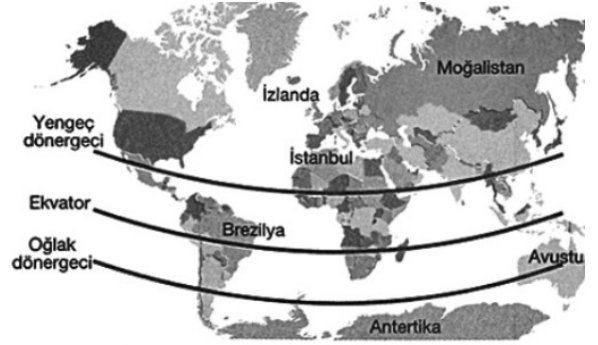 Moğalistan
İzlanda
Yengeç
dönergeci
İstanbul
Ekvator
Brezilya
Oğlak
dönergeci
Avustu
Antertika